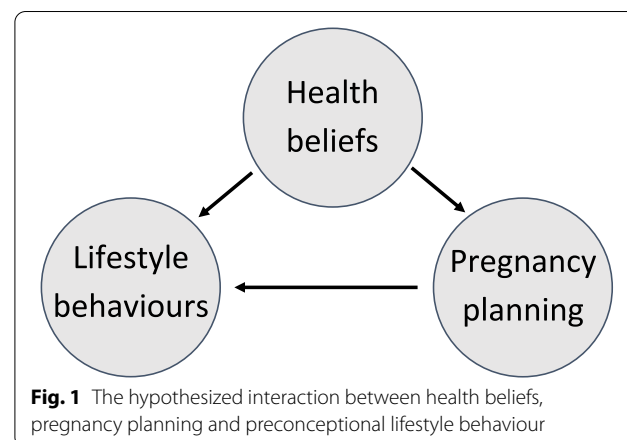 Health
beliefs
Lifestyle
behaviours
Pregnancy
planning
Fig. 1 The hypothesized interaction between health beliefs,
pregnancy planning and preconceptional lifestyle behaviour